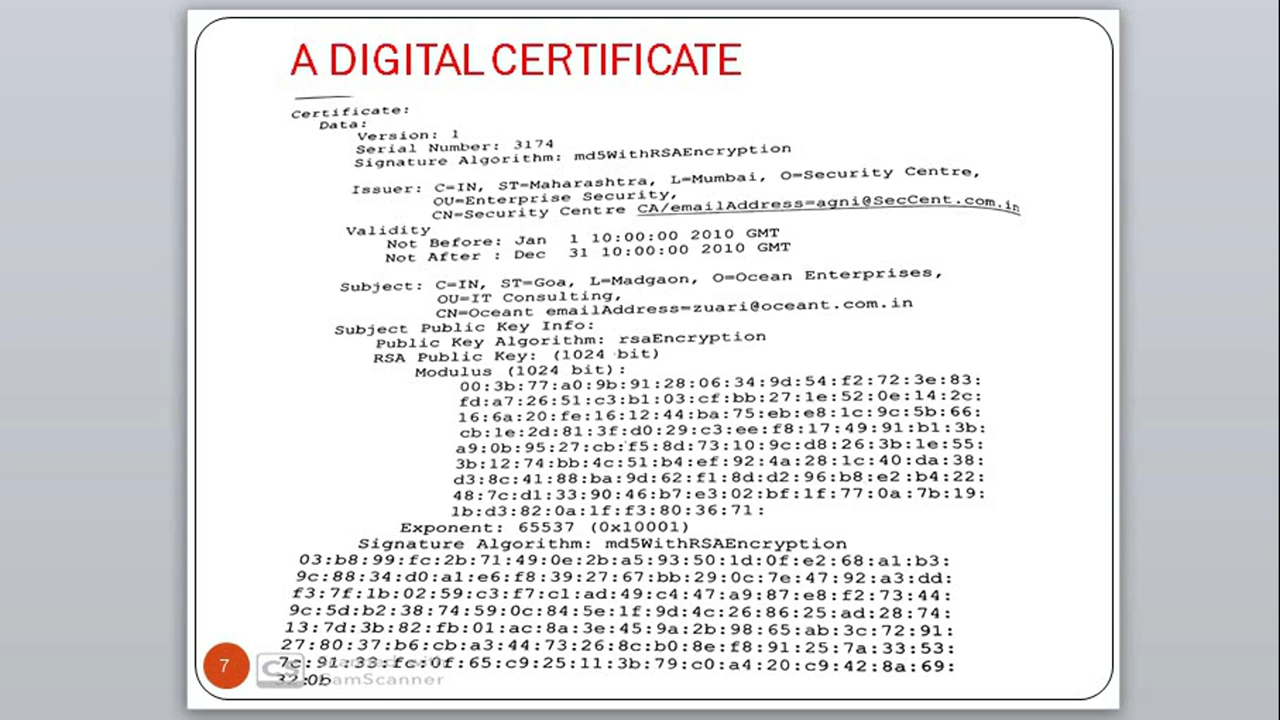 A DIGITAL CERTIFICATE
Certificate:
Data:
Version: 1
Serial Number: 3174
Signature Algorithm: md5WithRSAEncryption
Issuer: C=IN, ST=Maharashtra, L=Mumbai, O=Security Centre,
OU=Enterprise Security,
CN=Security Centre CA/emailAddress=agni@SecCent.com.in
Validity
Not Before: Jan 1 10:00:00 2010 GMT
Not After : Dec 31 10:00:00 2010 GMT
Subject: C=IN, ST=Goa, L=Madgaon, O=Ocean Enterprises,
OU=IT Consulting,
CN=Oceant emailAddress=zuari@oceant.com.in
Subject Public Key Info:
Public Key Algorithm: rsaEncryption
RSA Public Key: (1024 bit)
Modulus (1024 bit):
00:3b:77:a0:9b:91:28:06:34:9d:54:f2:72:3e:83:
fd:a7:26:51:c3:b1:03:cf:bb:27:1e:52:0e:14:2c:
16:6a:20:fe:16:12:44:ba:75:eb:e8:1c:9c:5b:66:
cb:1e:2d:81:3f:d0:29:c3:ee:f8:17:49:91:b1:3b:
a9:0b:95:27:cb:f5:8d:73:10:9c:d8:26:3b:1e:55:
3b:12:74:bb:4c:51:b4:ef:92:4a:28:1c:40:da:38:
d3:8c:41:88:ba:9d:62:f1:8d:d2:96:b8:e2:b4:22:
48:7c:d1:33:90:46:b7:e3:02:bf:1f:77:0a:7b:19:
1b:d3:82:0a:1f:f3:80:36:71:
Exponent: 65537 (0x10001)
Signature Algorithm: md5WithRSAEncryption
03:b8:99:fc:2b:71:49:0e:2b:a5:93:50:1d:0f:e2:68:a1:b3:
9c:88:34:d0:a1:e6:f8:39:27:67:bb:29:0c:7e:47:92:a3:dd:
f3:7f:1b:02:59:c3:f7:c1:ad:49:c4:47:a9:87:e8:f2:73:44:
9c:5d:b2:38:74:59:0c:84:5e:1f:9d:4c:26:86:25:ad:28:74:
13:7d:3b:82:fb:01:ac:8a:3e:45:9a:2b:98:65:ab:3c:72:91:
27:80:37:b6:cb:a3:44:73:26:8c:b0:8e:f8:91:25:7a:33:53:
7c:91:33:fc:0f:65:c9:25:11:3b:79:c0:a4:20:c9:42:8a:69:
32:0b
7
CS
CamScanner